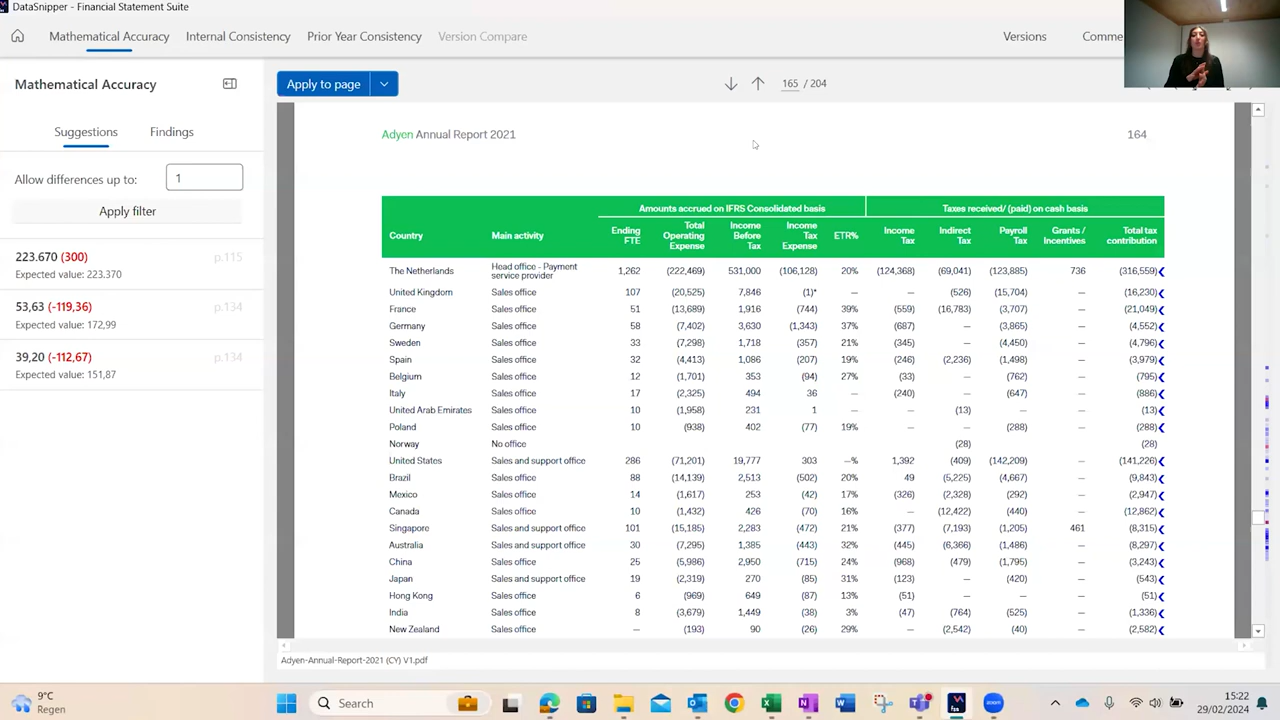 DataSnipper - Financial Statement Suite
Mathematical Accuracy Internal Consistency Prior Year Consistency Version Compare Versions Comme
Mathematical Accuracy
Suggestions Findings
Allow differences up to: 1
Apply filter
223.670 (300) p.115
Expected value: 223.370
53,63 (-119,36) p.134
Expected value: 172,99
39,20 (-112,67) p.134
Expected value: 151,87
Apply to page 165 / 204
Adyen Annual Report 2021 164
Amounts accrued on IFRS Consolidated basis Taxes received/ (paid) on cash basis
Country Main activity Ending FTE Total Operating Expense Income Before Tax Income Tax Expense ETR% Income Tax Indirect Tax Payroll Tax Grants / Incentives Total tax contribution
The Netherlands Head office - Payment service provider 1,262 (222,469) 531,000 (106,128) 20% (124,368) (69,041) (123,885) 736 (316,559)
United Kingdom Sales office 107 (20,525) 7,846 (1)* — — (526) (15,704) — (16,230)
France Sales office 51 (13,689) 1,916 (744) 39% (559) (16,783) (3,707) — (21,049)
Germany Sales office 58 (7,402) 3,630 (1,343) 37% (687) — (3,865) — (4,552)
Sweden Sales office 33 (7,298) 1,718 (357) 21% (345) — (4,450) — (4,796)
Spain Sales office 32 (4,413) 1,086 (207) 19% (246) (2,236) (1,498) — (3,979)
Belgium Sales office 12 (1,701) 353 (94) 27% (33) — (762) — (795)
Italy Sales office 17 (2,325) 494 36 — (240) — (647) — (886)
United Arab Emirates Sales office 10 (1,958) 231 1 — — (13) — — (13)
Poland Sales office 10 (938) 402 (77) 19% — — (288) — (288)
Norway No office (28) (28)
United States Sales and support office 286 (71,201) 19,777 303 —% 1,392 (409) (142,209) — (141,226)
Brazil Sales office 88 (14,139) 2,513 (502) 20% 49 (5,225) (4,667) — (9,843)
Mexico Sales office 14 (1,617) 253 (42) 17% (326) (2,328) (292) — (2,947)
Canada Sales office 10 (1,432) 426 (70) 16% — (12,422) (440) — (12,862)
Singapore Sales and support office 101 (15,185) 2,283 (472) 21% (377) (7,193) (1,205) 461 (8,315)
Australia Sales and support office 30 (7,295) 1,385 (443) 32% (445) (6,366) (1,486) — (8,297)
China Sales office 25 (5,986) 2,950 (715) 24% (968) (479) (1,795) — (3,243)
Japan Sales and support office 19 (2,319) 270 (85) 31% (123) — (420) — (543)
Hong Kong Sales office 6 (969) 649 (87) 13% (51) — — — (51)
India Sales office 8 (3,679) 1,449 (38) 3% (47) (764) (525) — (1,336)
New Zealand Sales office — (193) 90 (26) 29% — (2,542) (40) — (2,582)
Adyen-Annual-Report-2021 (CY) V1.pdf
9°C
Regen
Search
15:22
29/02/2024